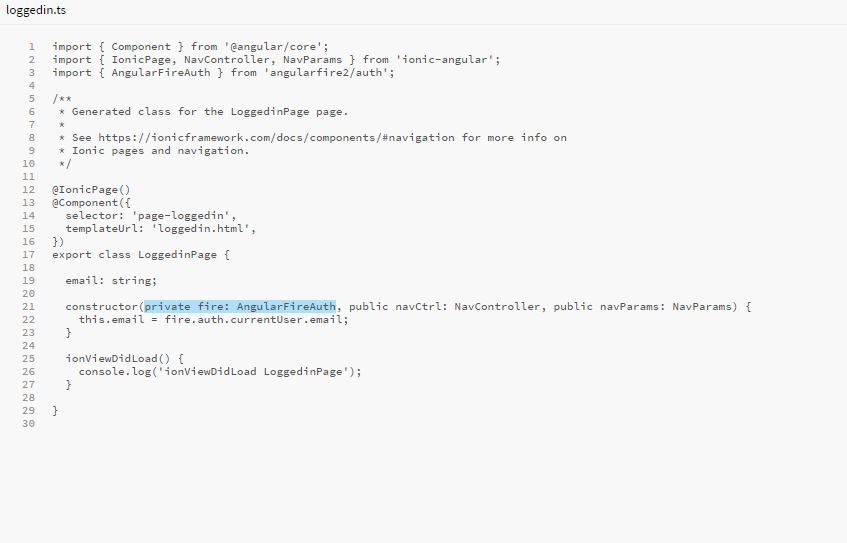 loggedin.ts
1 import { Component } from '@angular/core';
2 import { IonicPage, NavController, NavParams } from 'ionic-angular';
3 import { AngularFireAuth } from 'angularfire2/auth';
4
5 /**
6  * Generated class for the LoggedinPage page.
7  *
8  * See https://ionicframework.com/docs/components/#navigation for more info on
9  * Ionic pages and navigation.
10  */
11
12 @IonicPage()
13 @Component({
14   selector: 'page-loggedin',
15   templateUrl: 'loggedin.html',
16 })
17 export class LoggedinPage {
18
19   email: string;
20
21   constructor(private fire: AngularFireAuth, public navCtrl: NavController, public navParams: NavParams) {
22     this.email = fire.auth.currentUser.email;
23   }
24
25   ionViewDidLoad() {
26     console.log('ionViewDidLoad LoggedinPage');
27   }
28
29 }
30